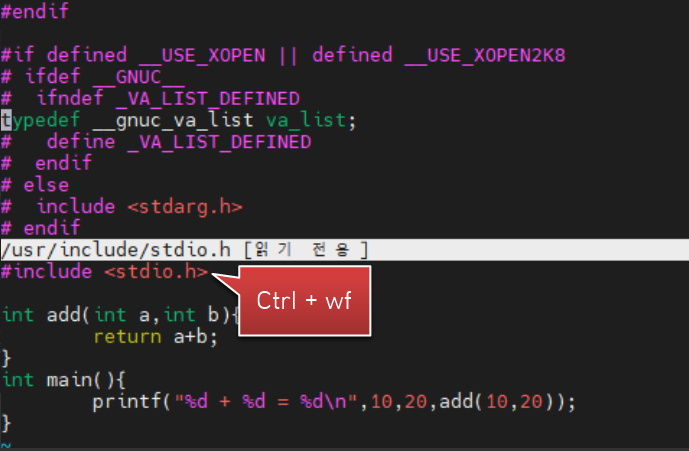 #endif
#if defined __USE_XOPEN || defined __USE_XOPEN2K8
# ifdef __GNUC__
#  ifndef _VA_LIST_DEFINED
typedef __gnuc_va_list va_list;
#   define _VA_LIST_DEFINED
#  endif
# else
#  include <stdarg.h>
# endif
/usr/include/stdio.h [읽기 전용]
#include <stdio.h>
Ctrl + wf
int add(int a,int b){
        return a+b;
}
int main(){
        printf("%d + %d = %d\n",10,20,add(10,20));
}
~